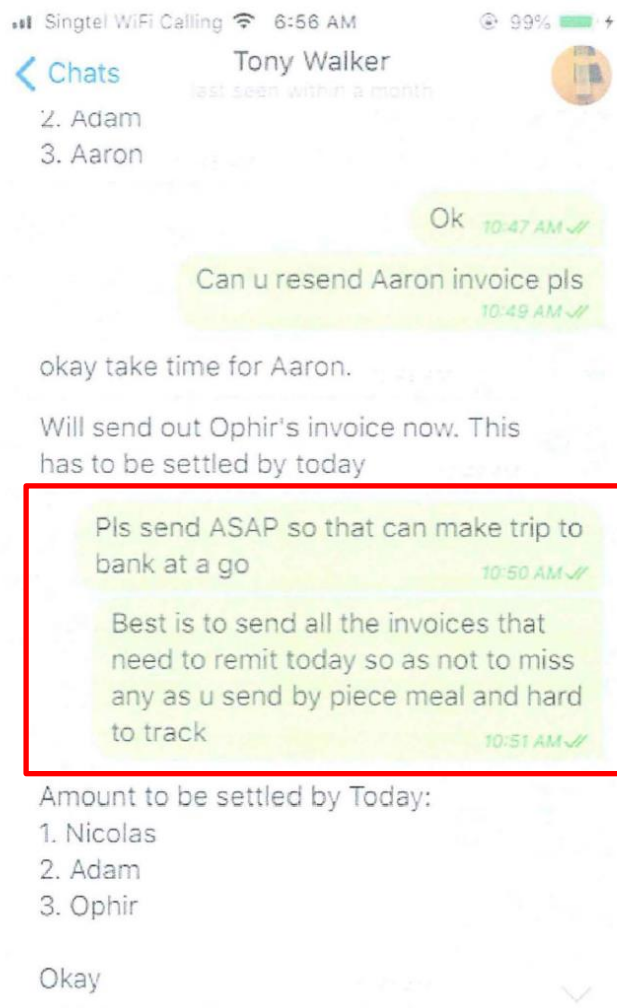 Singtel WiFi Calling 6:56 AM 99%
Chats
Tony Walker
last seen within a month
2. Adam
3. Aaron
Ok 10:47 AM
Can u resend Aaron invoice pls
10:49 AM
okay take time for Aaron.
Will send out Ophir's invoice now. This
has to be settled by today
Pls send ASAP so that can make trip to
bank at a go 10:50 AM
Best is to send all the invoices that
need to remit today so as not to miss
any as u send by piece meal and hard
to track 10:51 AM
Amount to be settled by Today:
1. Nicolas
2. Adam
3. Ophir
Okay